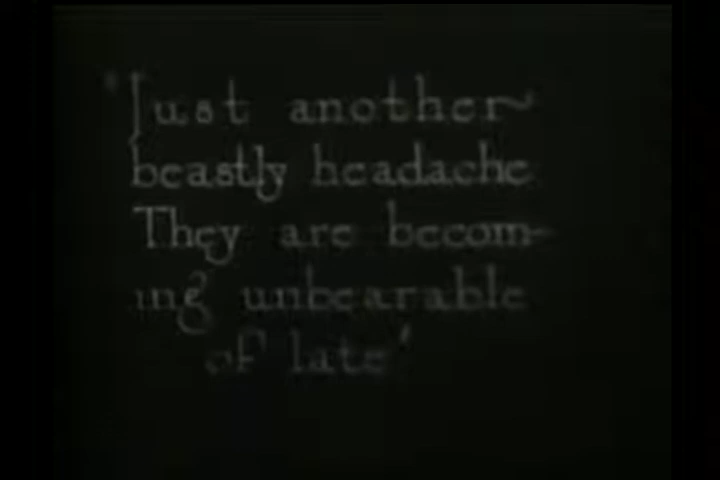 "Just another
beastly headache
They are becom-
ing unbearable
of late"